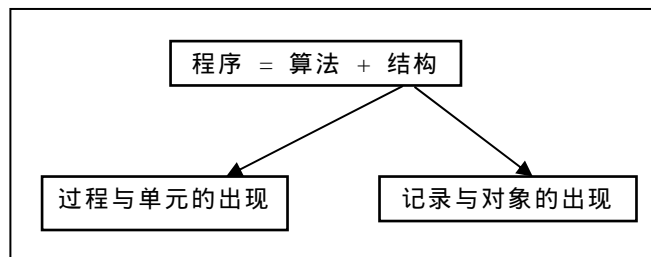 程序 = 算法 + 结构
过程与单元的出现
记录与对象的出现